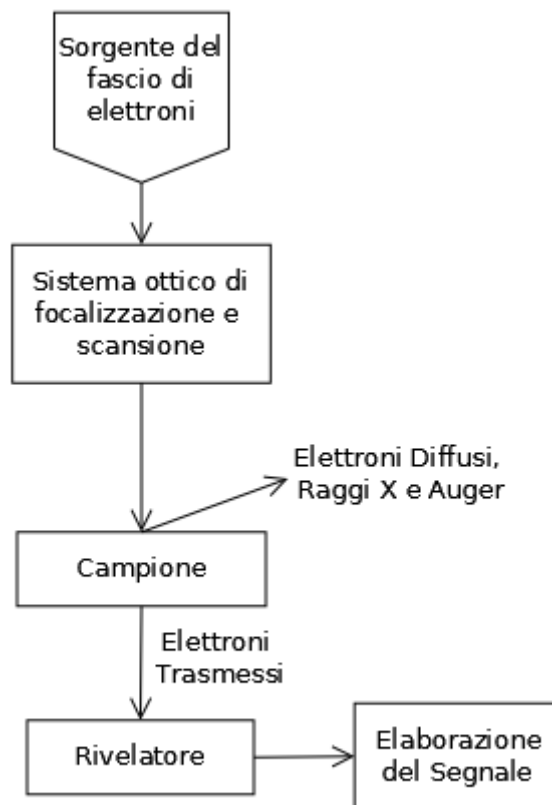 Sorgente del
fascio di
elettroni
Sistema ottico di
focalizzazione e
scansione
Elettroni Diffusi,
Raggi X e Auger
Campione
Elettroni
Trasmessi
Rivelatore
Elaborazione
del Segnale